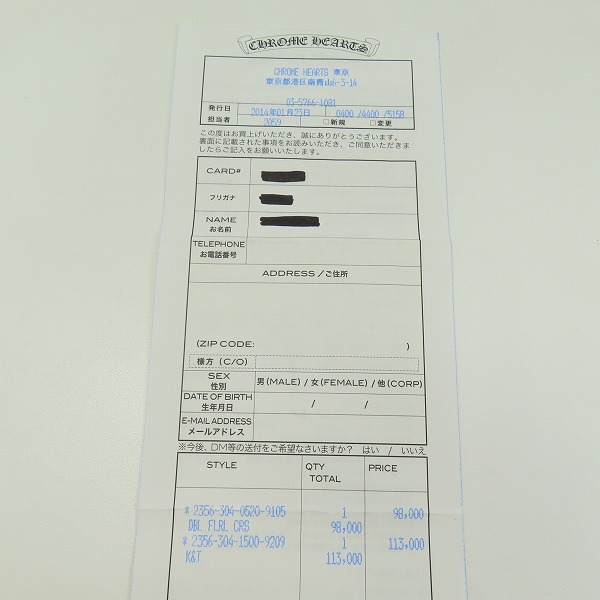 CHROME HEARTS
CHROME HEARTS 東京
東京都港区南青山6-3-14
03-5766-1081
発行日 2014年01月23日 0400 /4400 /5158
担当者 2059 □新規 □変更
この度はお買上げいただき、誠にありがとうございます。
裏面に記載された事項をお読みいただき、ご同意いただきま
したらご記入をお願いいたします。
CARD#
フリガナ
NAME
お名前
TELEPHONE
お電話番号
ADDRESS /ご住所
(ZIP CODE: )
様方 (C/O)
SEX
性別
男(MALE) / 女(FEMALE) / 他(CORP)
DATE OF BIRTH
生年月日
/ /
E-MAIL ADDRESS
メールアドレス
※今後、DM等の送付をご希望なさいますか? はい / いいえ
STYLE QTY PRICE
TOTAL
* 2356-304-0520-9105 1 98,000
DBL FLRL CRS 98,000
* 2356-304-1500-9209 1 113,000
K&T 113,000